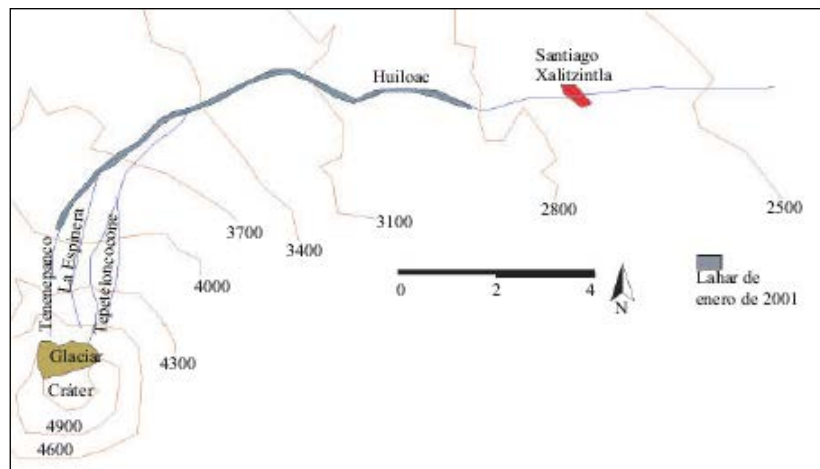 Santiago
Xalitzintla
Huiloac
Tenenepanco
La Espinera
Tepeteloncocone
2500
2800
3100
3400
3700
4000
4300
0 2 4
N
Lahar de
enero de 2001
Glaciar
Cráter
4900
4600